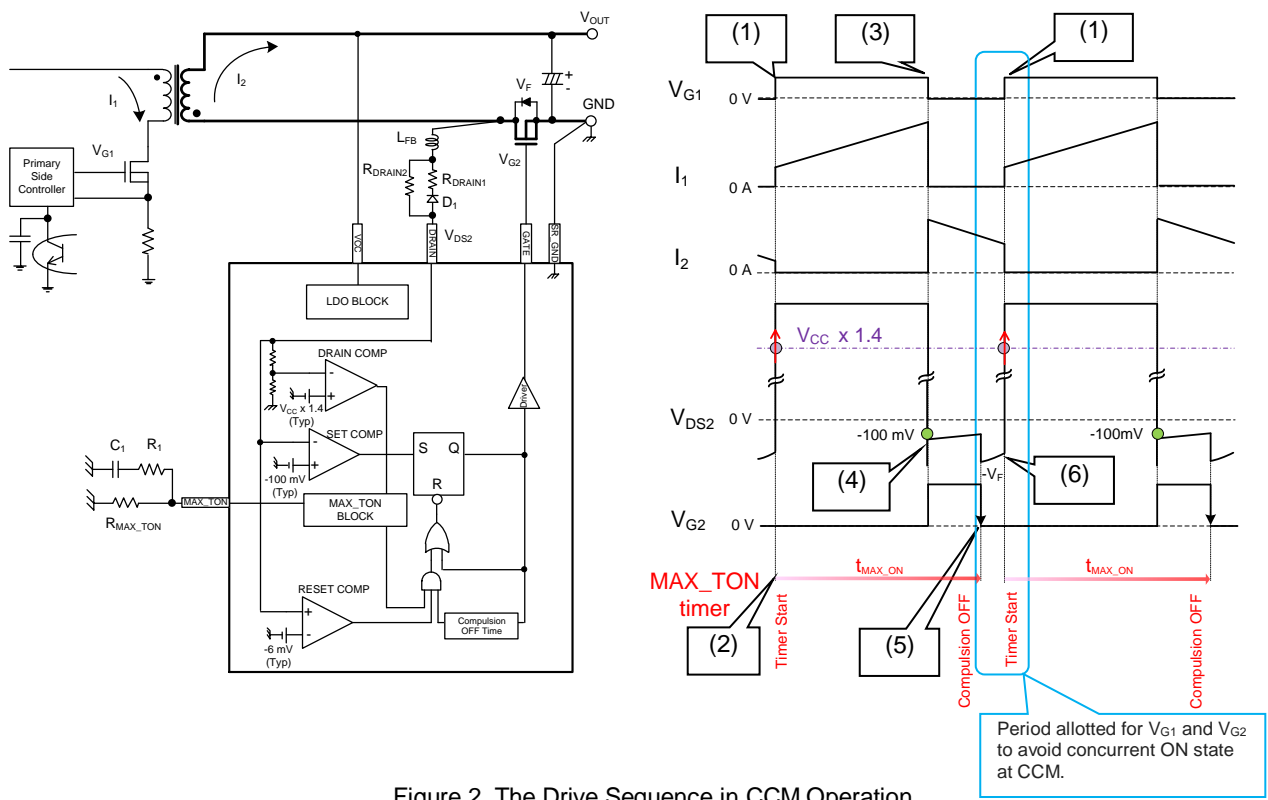 VOUT
I2
I1
VF
+
-
GND
VG1
LFB
VG2
Primary
Side
Controller
RDRAIN2
RDRAIN1
D1
VCC
DRAIN
VDS2
GATE
SR_GND
LDO BLOCK
DRAIN COMP
-
+
VCC x 1.4
(Typ)
Driver
SET COMP
-
+
-100 mV
(Typ)
S Q
R
C1 R1
RMAX_TON
MAX_TON
MAX_TON
BLOCK
RESET COMP
+
-
-6 mV
(Typ)
Compulsion
OFF Time
(1)
(3)
(1)
VG1
0 V
I1
0 A
I2
0 A
VCC x 1.4
VDS2
0 V
-100 mV
-100mV
(4)
-VF
(6)
VG2
0 V
MAX_TON
timer
tMAX_ON
tMAX_ON
(2)
Timer Start
(5)
Compulsion OFF
Timer Start
Compulsion OFF
Period allotted for VG1 and VG2
to avoid concurrent ON state
at CCM.
Figure 2. The Drive Sequence in CCM Operation